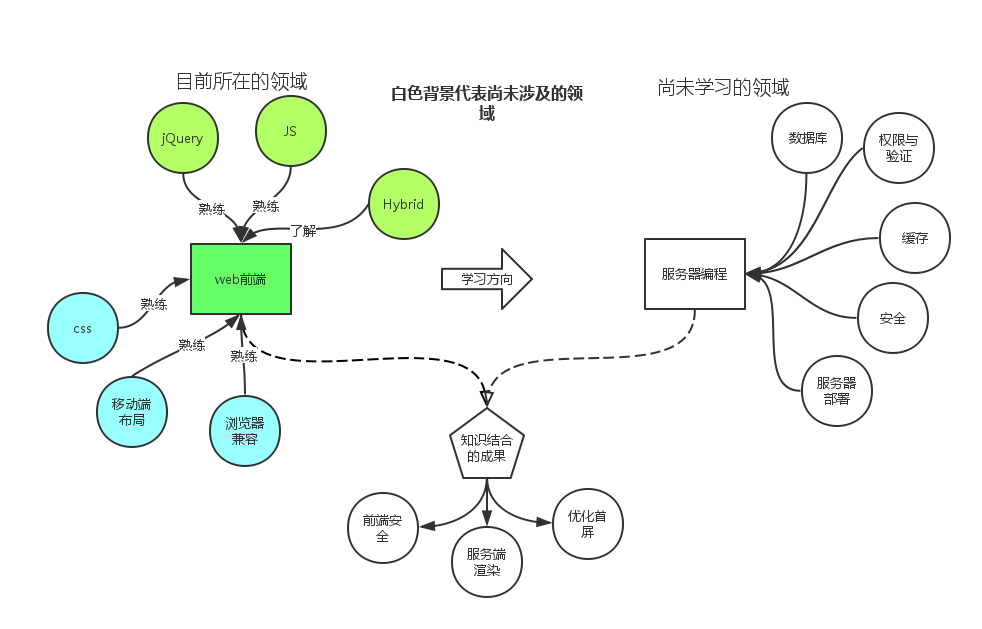 目前所在的领域
白色背景代表尚未涉及的领
域
尚未学习的领域
jQuery
JS
Hybrid
熟练
熟练
了解
web前端
css
熟练
移动端
布局
熟练
浏览器
兼容
熟练
学习方向
数据库
权限与
验证
缓存
安全
服务器
部署
服务器编程
知识结合
的成果
前端安
全
服务端
渲染
优化首
屏